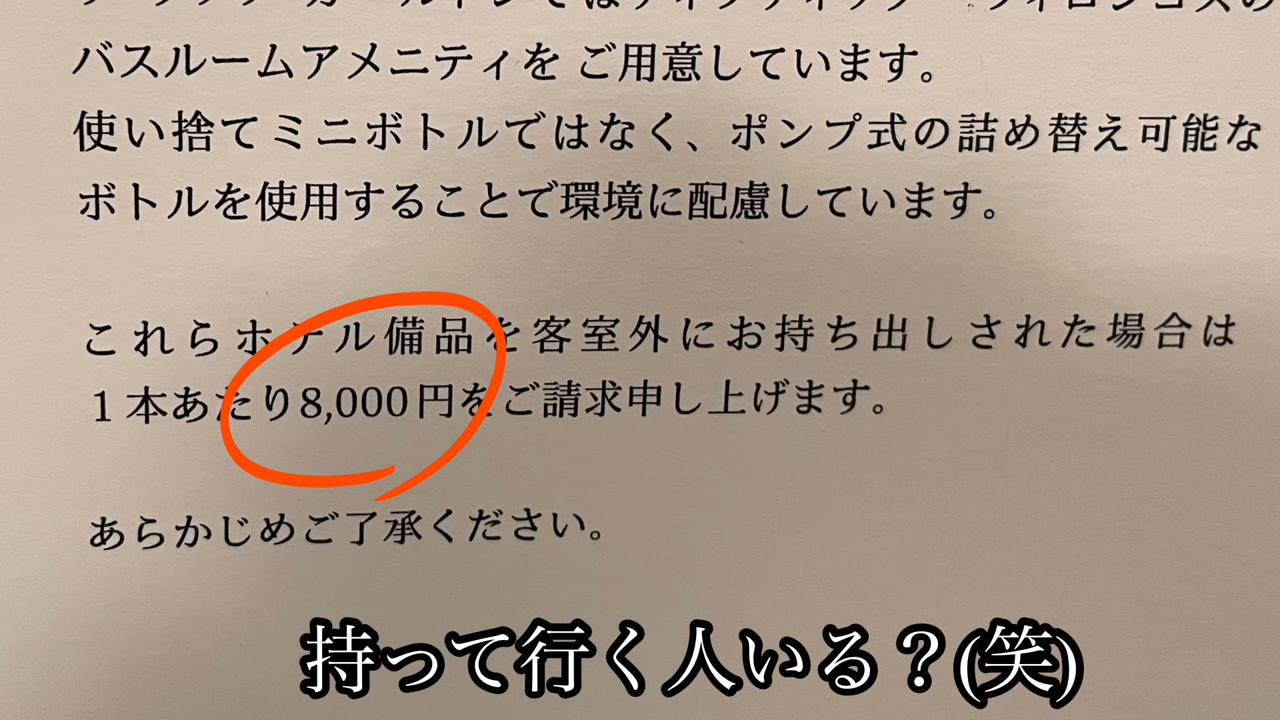 バスルームアメニティを ご用意しています。
使い捨てミニボトルではなく、ポンプ式の詰め替え可能な
ボトルを使用することで環境に配慮しています。
これらホテル備品を客室外にお持ち出しされた場合は
1本あたり8,000円をご請求申し上げます。
あらかじめご了承ください。
持って行く人いる?(笑)